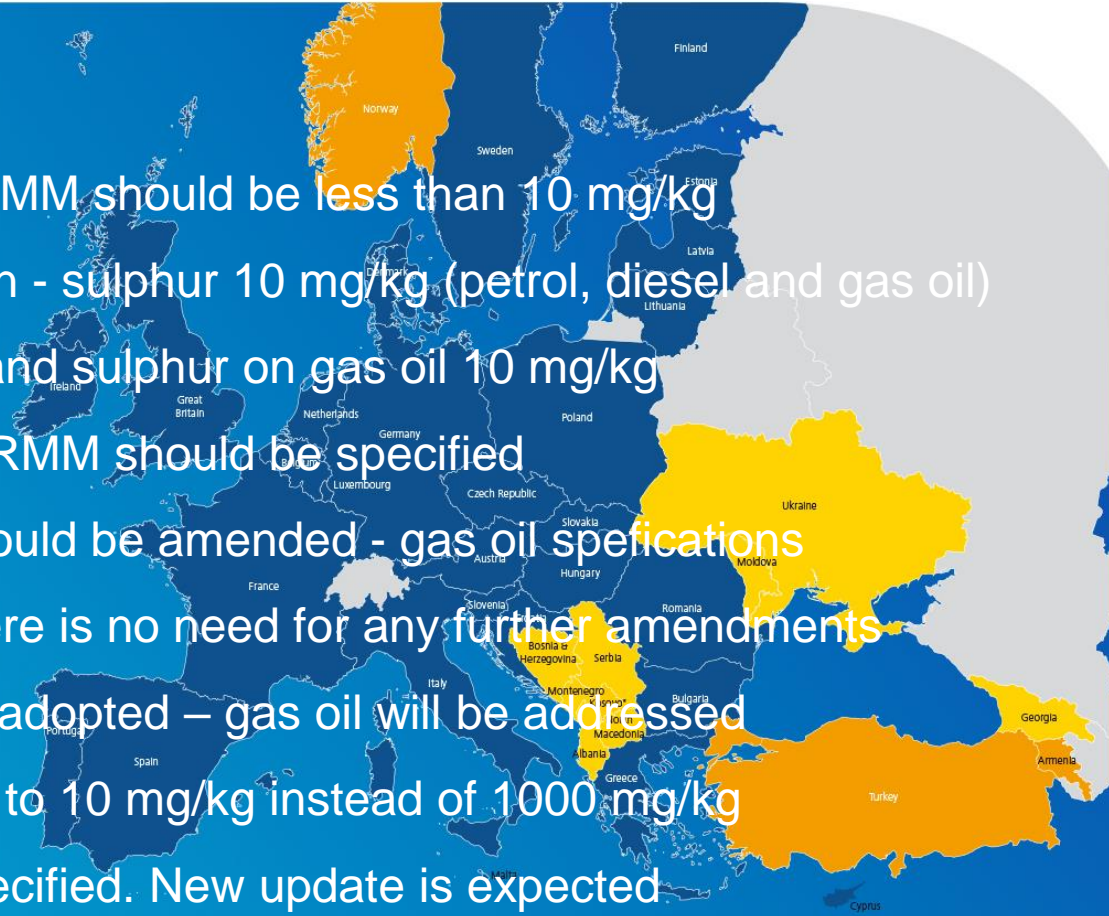 Finland
Norway
Sweden
MM should be less than 10 mg/kg
Estonia
Latvia
n - sulphur 10 mg/kg (petrol, diesel and gas oil)
Denmark
Lithuania
and sulphur on gas oil 10 mg/kg
Ireland
Great
Britain
Netherlands
Poland
Germany
RMM should be specified
Belgium
Luxembourg
Czech Republic
Ukraine
Slovakia
ould be amended - gas oil spefications
Austria
Moldova
Hungary
France
Slovenia
Romania
ere is no need for any further amendments
Croatia
Bosnia &
Herzegovina
Serbia
Italy
Montenegro
Kosovo*
Bulgaria
adopted – gas oil will be addressed
Portugal
North
Macedonia
Georgia
Albania
Spain
Armenia
Greece
to 10 mg/kg instead of 1000 mg/kg
Turkey
Malta
ecified. New update is expected
Cyprus